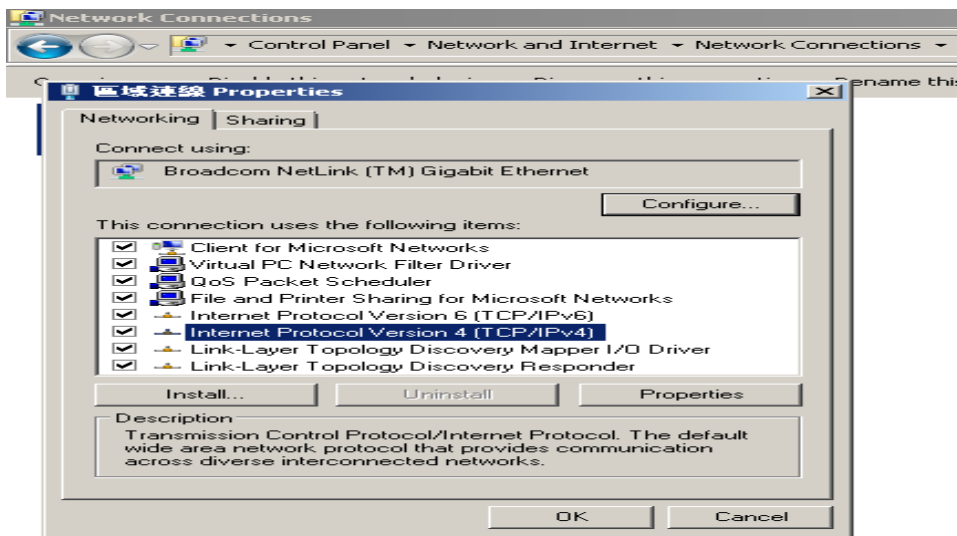 Network Connections
Control Panel Network and Internet Network Connections
ename this
區域連線 Properties
Networking Sharing
Connect using:
Broadcom NetLink (TM) Gigabit Ethernet
Configure...
This connection uses the following items:
Client for Microsoft Networks
Virtual PC Network Filter Driver
QoS Packet Scheduler
File and Printer Sharing for Microsoft Networks
Internet Protocol Version 6 (TCP/IPv6)
Internet Protocol Version 4 (TCP/IPv4)
Link-Layer Topology Discovery Mapper I/O Driver
Link-Layer Topology Discovery Responder
Install... Uninstall Properties
Description
Transmission Control Protocol/Internet Protocol. The default
wide area network protocol that provides communication
across diverse interconnected networks.
OK Cancel